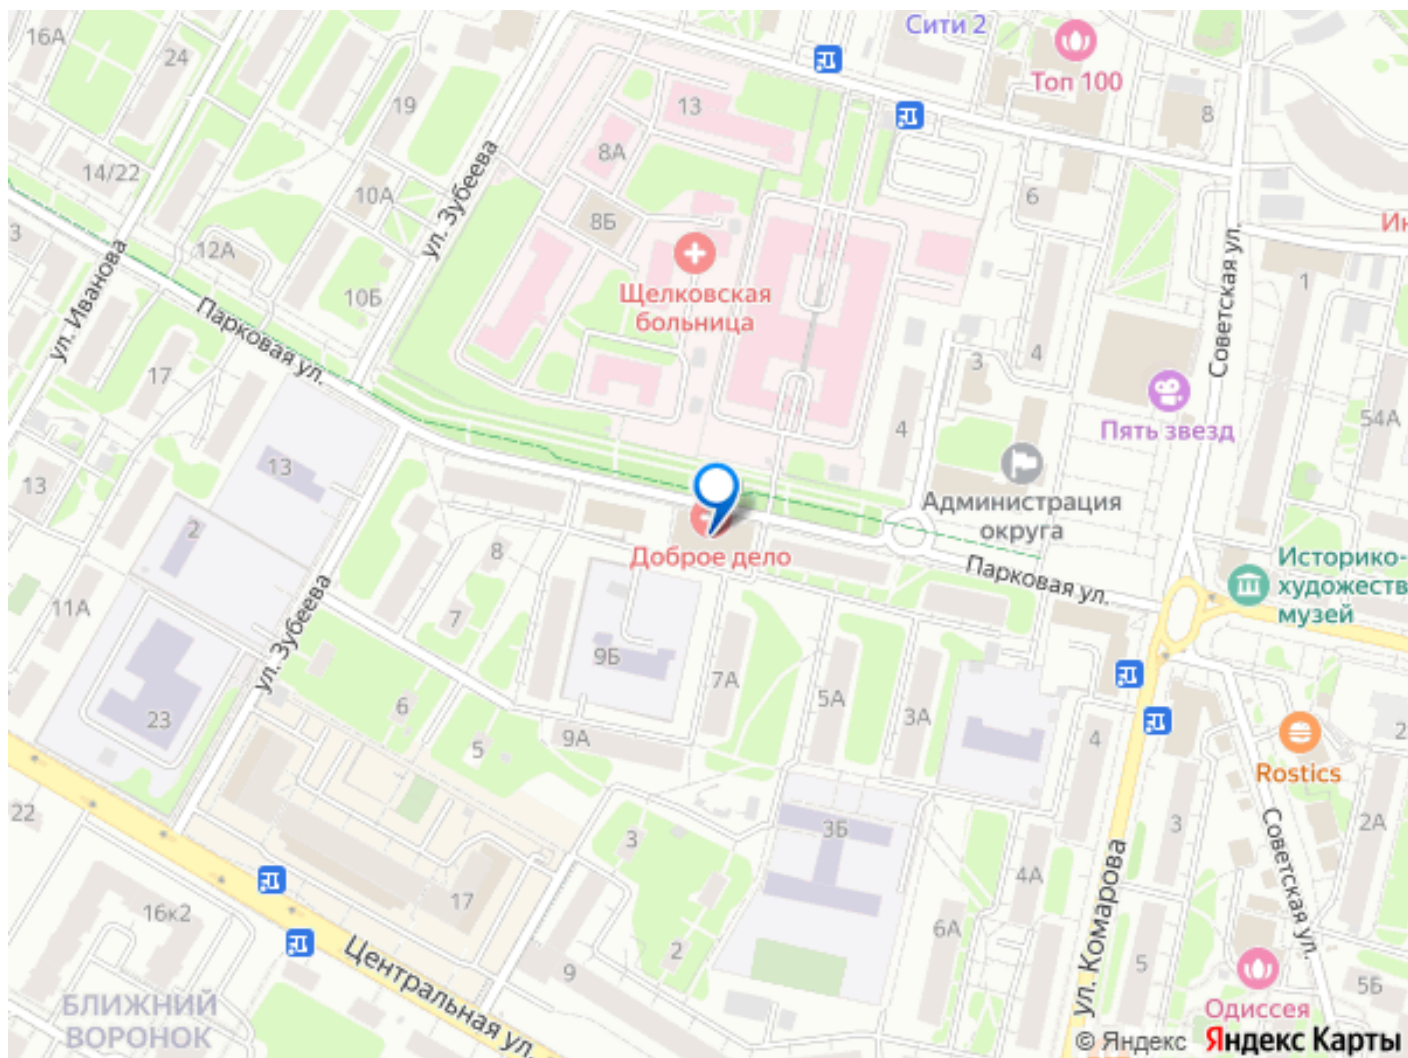 Сити 2
16А
24
4
Топ 100
19
13
8
8А
14/22
ул. Зубеева
10А
6
8Б
3
12А
Ин
ул. Иванова
Щелковская
больница
10Б
1
Советская ул.
Парковая ул.
3
4
17
54А
Пять звезд
4
13
13
Администрация
округа
2
8
Доброе дело
Парковая ул.
Историко-
художеств
музей
11А
7
ул. Зубеева
9Б
7А
5А
3А
6
23
5
9А
4
2
Rostics
22
3
3Б
3
2А
Советская ул.
4А
17
16к2
ул. Комарова
6А
2
9
5
Центральная ул.
5Б
БЛИЖНИЙ
ВОРОНОК
Одиссея
© Яндекс Яндекс Карты